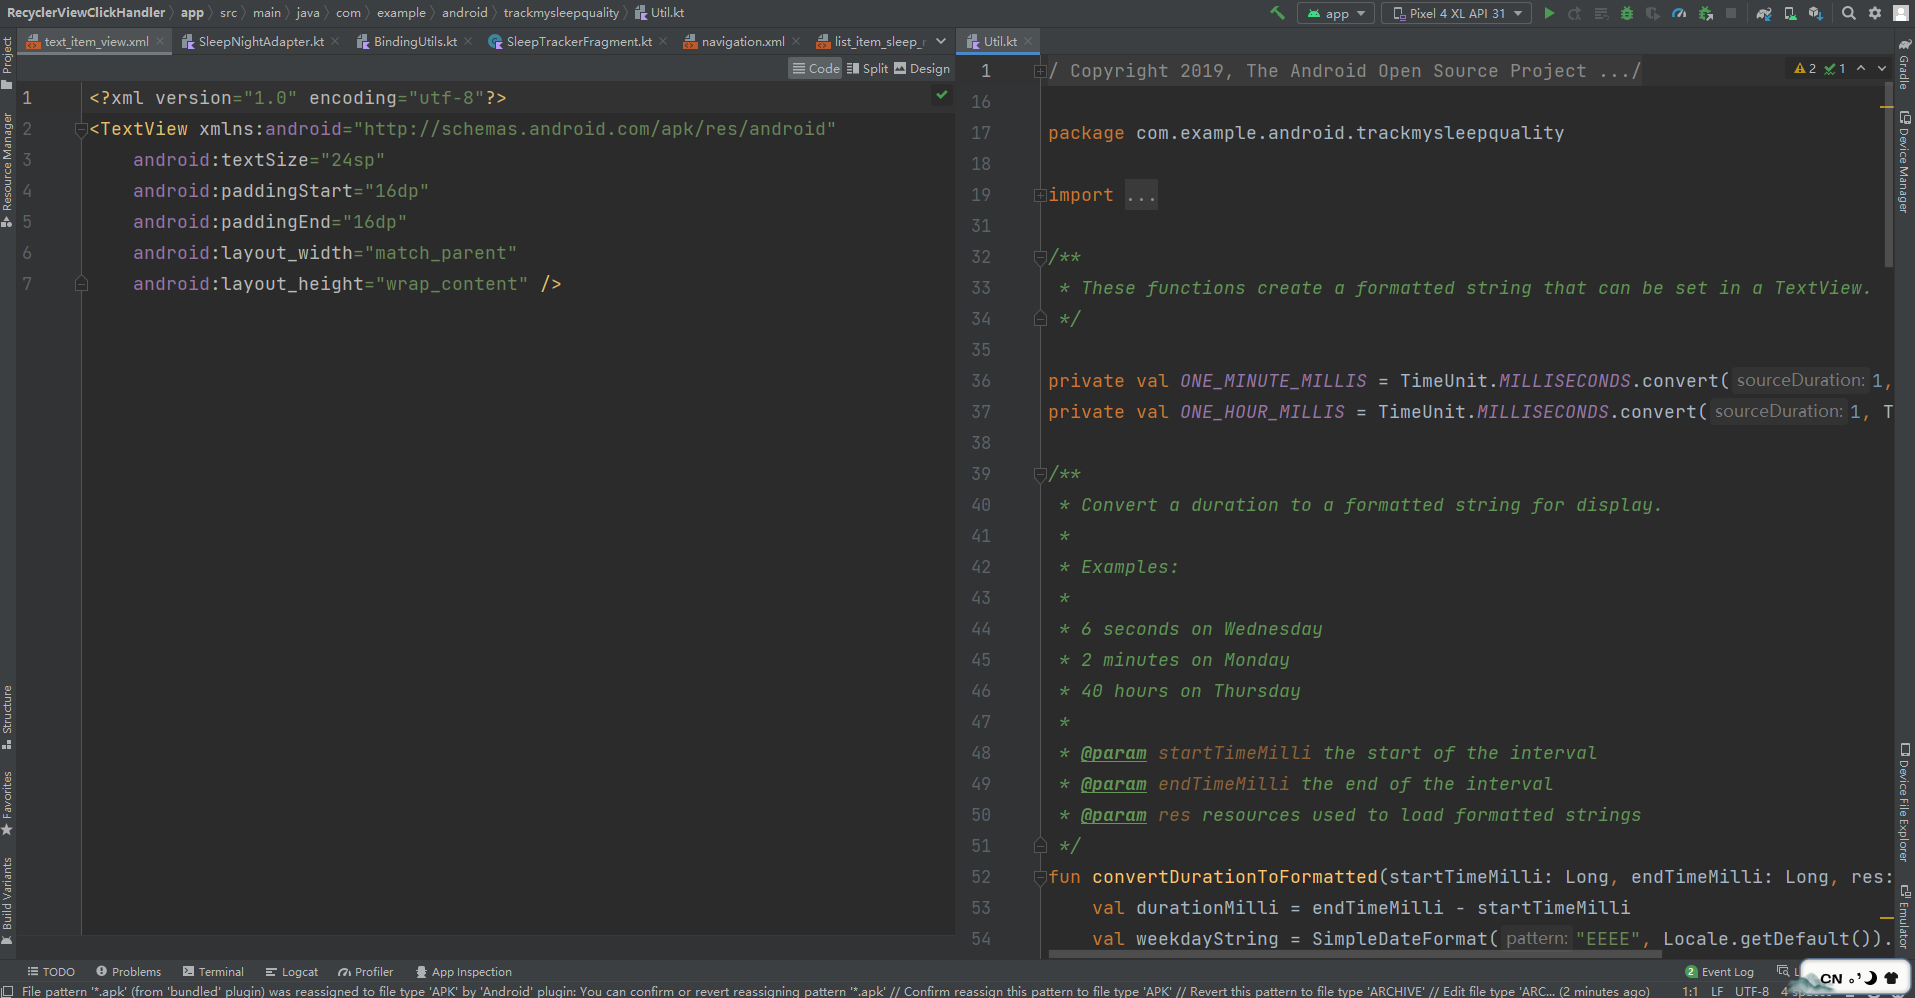 RecyclerViewClickHandler app src main java com example android trackmysleepquality Util.kt
app Pixel 4 XL API 31
text_item_view.xml SleepNightAdapter.kt BindingUtils.kt SleepTrackerFragment.kt navigation.xml list_item_sleep_ Util.kt
Code Split Design
1 <?xml version="1.0" encoding="utf-8"?>
2 <TextView xmlns:android="http://schemas.android.com/apk/res/android"
3 android:textSize="24sp"
4 android:paddingStart="16dp"
5 android:paddingEnd="16dp"
6 android:layout_width="match_parent"
7 android:layout_height="wrap_content" />
1 / Copyright 2019, The Android Open Source Project .../
2 1
16
17 package com.example.android.trackmysleepquality
18
19 import ...
31
32 /**
33 * These functions create a formatted string that can be set in a TextView.
34 */
35
36 private val ONE_MINUTE_MILLIS = TimeUnit.MILLISECONDS.convert( sourceDuration: 1,
37 private val ONE_HOUR_MILLIS = TimeUnit.MILLISECONDS.convert( sourceDuration: 1, T
38
39 /**
40 * Convert a duration to a formatted string for display.
41 *
42 * Examples:
43 *
44 * 6 seconds on Wednesday
45 * 2 minutes on Monday
46 * 40 hours on Thursday
47 *
48 * @param startTimeMilli the start of the interval
49 * @param endTimeMilli the end of the interval
50 * @param res resources used to load formatted strings
51 */
52 fun convertDurationToFormatted(startTimeMilli: Long, endTimeMilli: Long, res:
53 val durationMilli = endTimeMilli - startTimeMilli
54 val weekdayString = SimpleDateFormat( pattern: "EEEE", Locale.getDefault()).
Project
Resource Manager
Structure
Favorites
Build Variants
Gradle
Device Manager
Device File Explorer
Emulator
TODO Problems Terminal Logcat Profiler App Inspection
2 Event Log
CN
File pattern '*.apk' (from 'bundled' plugin) was reassigned to file type 'APK' by 'Android' plugin: You can confirm or revert reassigning pattern '*.apk' // Confirm reassign this pattern to file type 'APK' // Revert this pattern to file type 'ARCHIVE' // Edit file type 'ARC... (2 minutes ago)
1:1 LF UTF-8 4